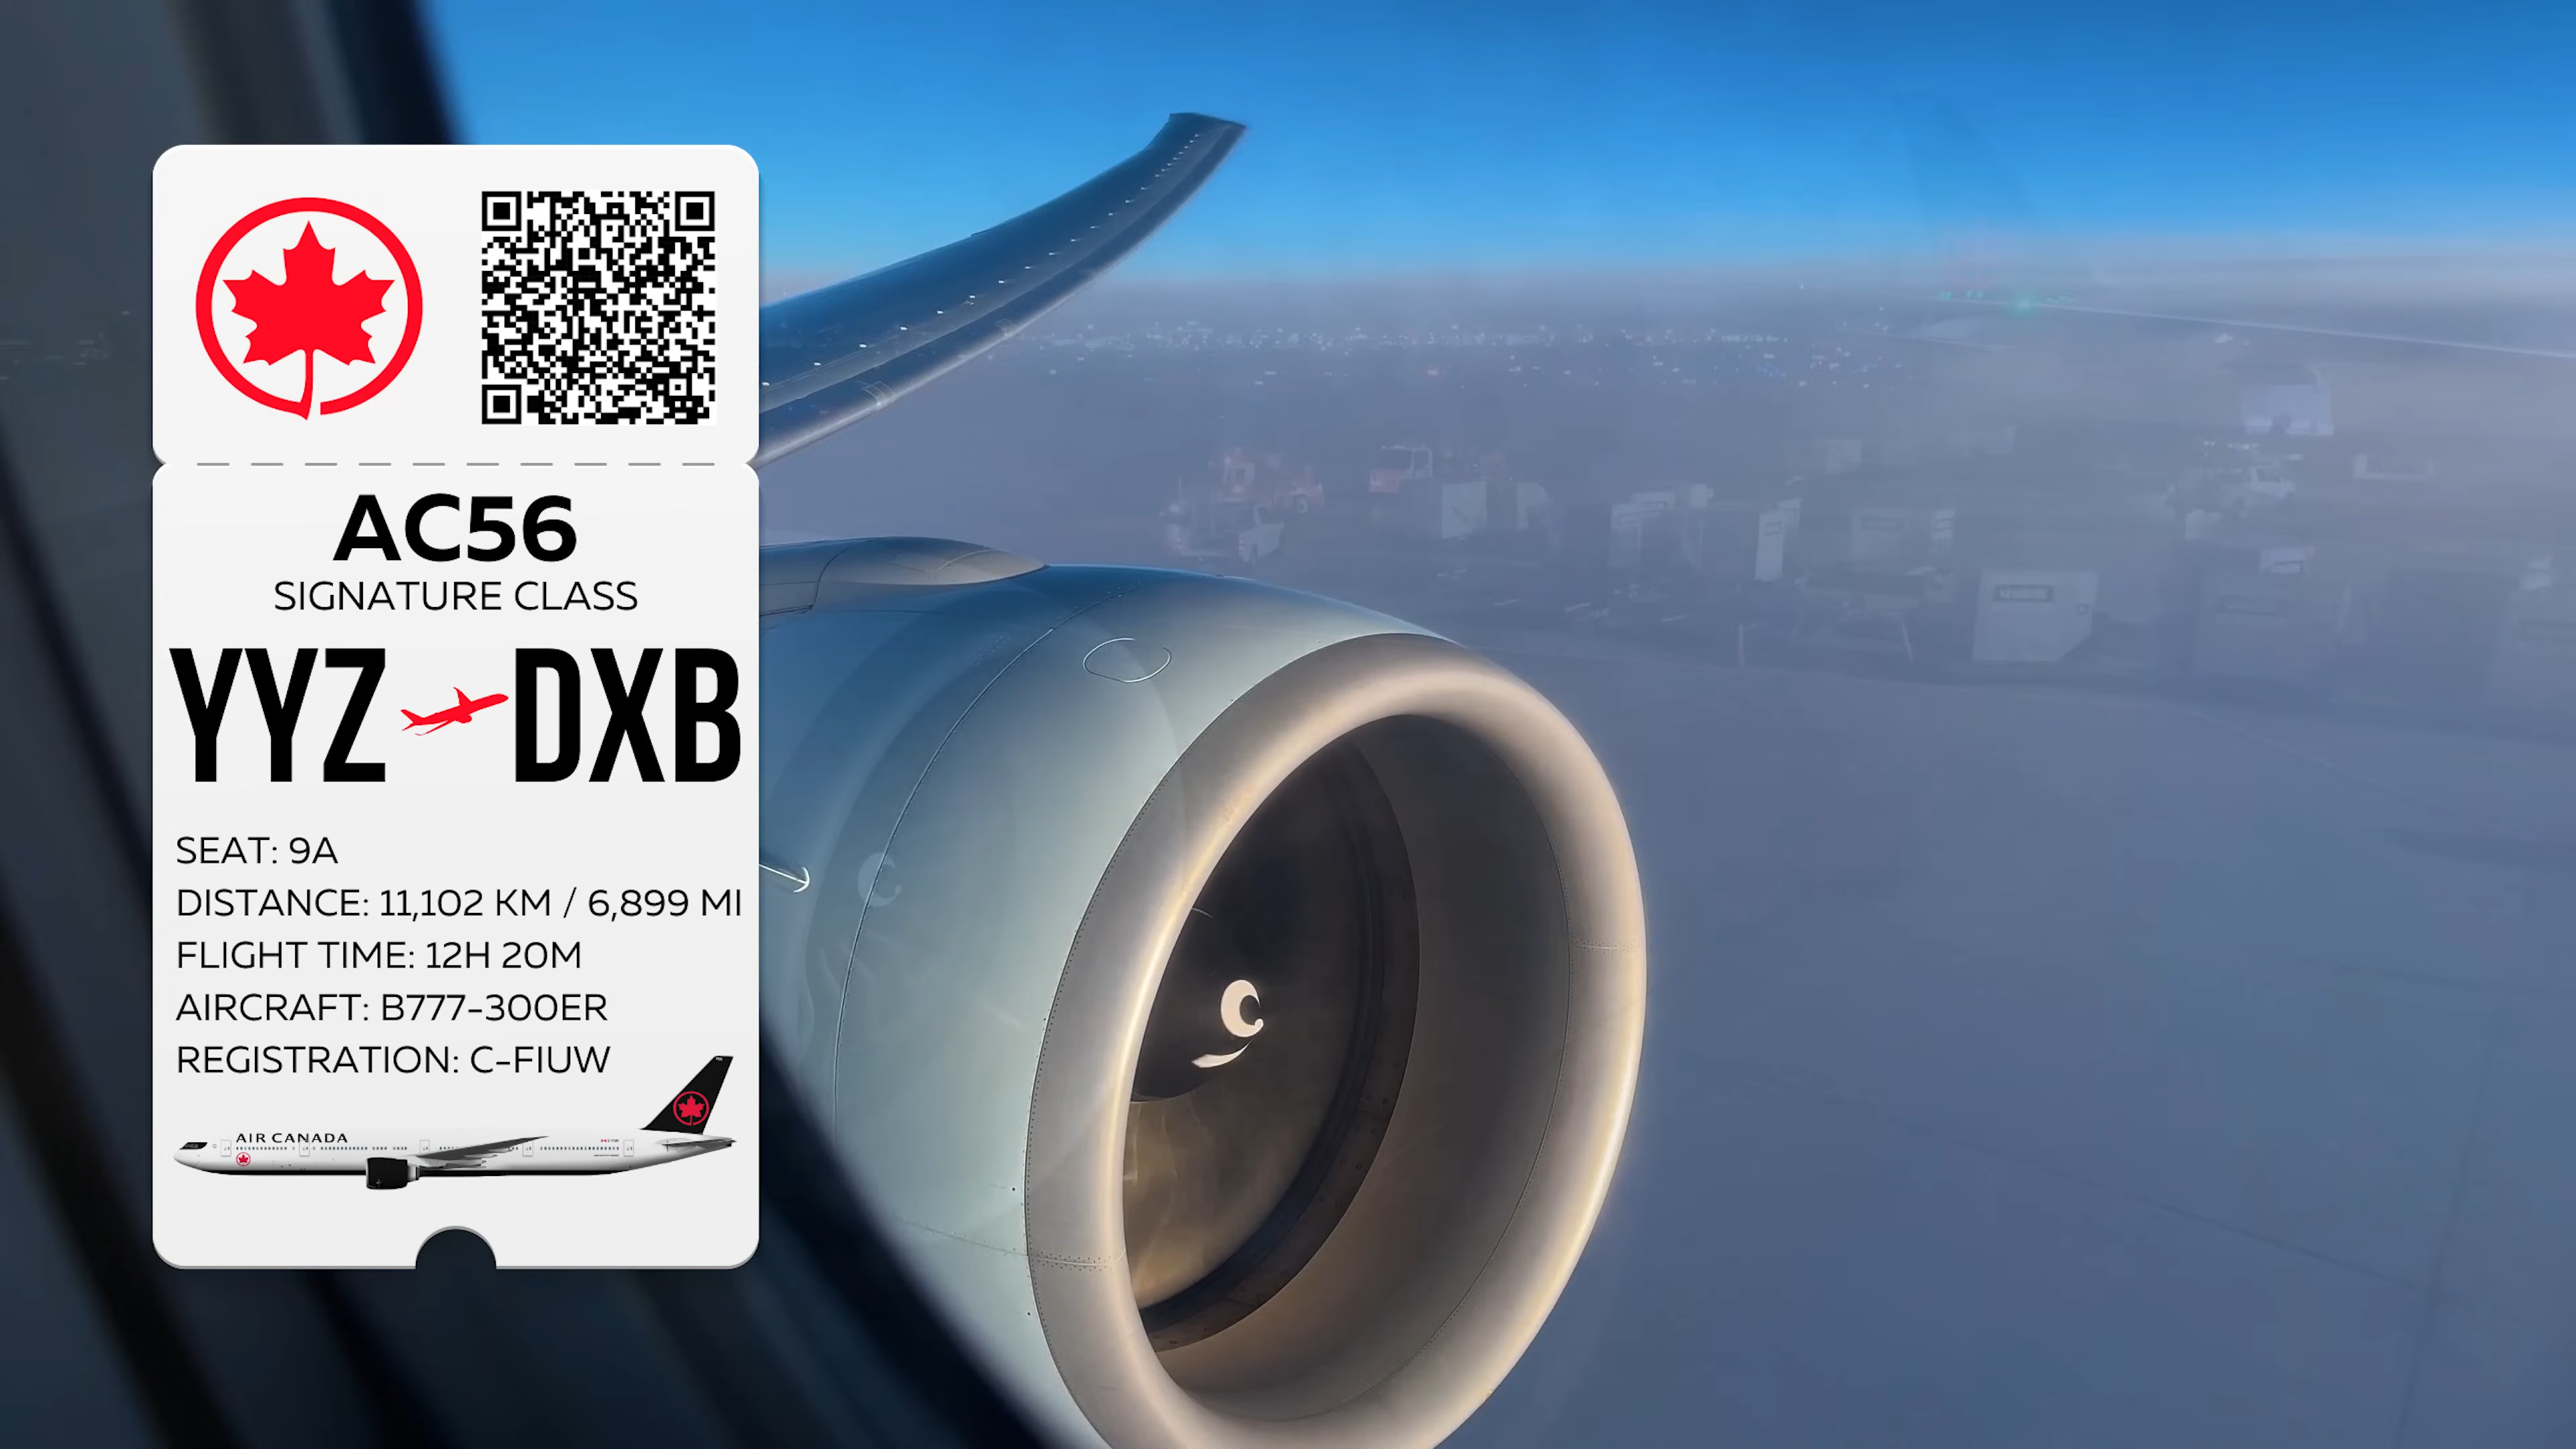 AC56
SIGNATURE CLASS
YYZ DXB
SEAT: 9A
DISTANCE: 11,102 KM / 6,899 MI
FLIGHT TIME: 12H 20M
AIRCRAFT: B777-300ER
REGISTRATION: C-FIUW
AIR CANADA